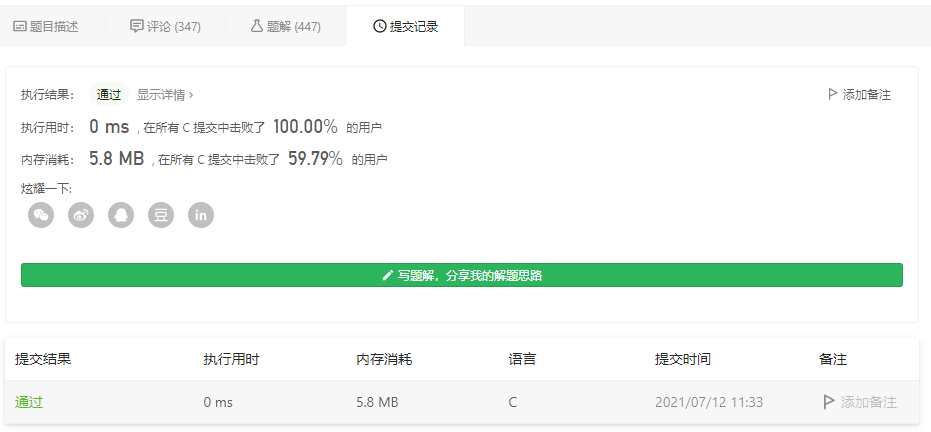 题目描述 评论 (347) 题解 (447) 提交记录
执行结果： 通过 显示详情 › 添加备注
执行用时： 0 ms , 在所有 C 提交中击败了 100.00% 的用户
内存消耗： 5.8 MB , 在所有 C 提交中击败了 59.79% 的用户
炫耀一下:
豆 in
写题解，分享我的解题思路
提交结果 执行用时 内存消耗 语言 提交时间 备注
通过 0 ms 5.8 MB C 2021/07/12 11:33 添加备注